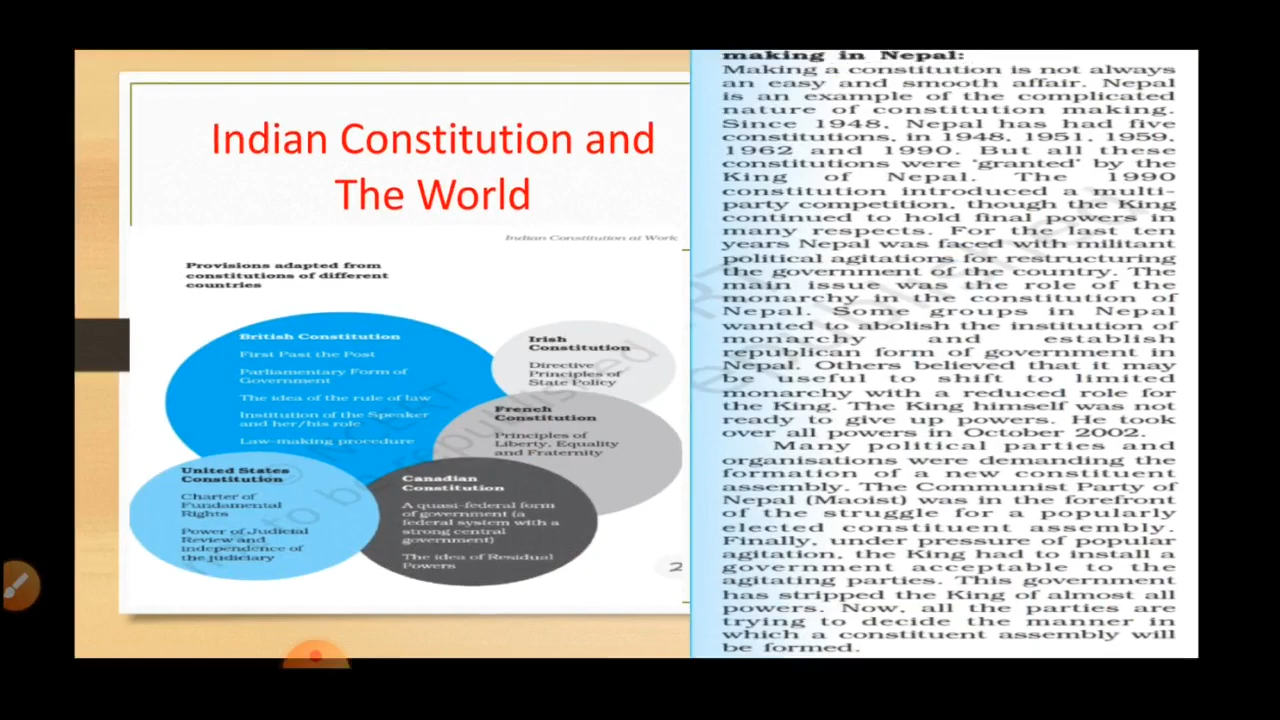 Indian Constitution and
The World
Indian Constitution at Work
Provisions adapted from
constitutions of different
countries
British Constitution
First Past the Post
Parliamentary Form of
Government
The idea of the rule of law
Institution of the Speaker
and her/his role
Law-making procedure
Irish
Constitution
Directive
Principles of
State Policy
French
Constitution
Principles of
Liberty, Equality
and Fraternity
United States
Constitution
Charter of
Fundamental
Rights
Power of Judicial
Review and
independence of
the judiciary
Canadian
Constitution
A quasi-federal form
of government (a
federal system with a
strong central
government)
The idea of Residual
Powers
2
making in Nepal:
Making a constitution is not always
an easy and smooth affair. Nepal
is an example of the complicated
nature of constitution making.
Since 1948, Nepal has had five
constitutions, in 1948, 1951, 1959,
1962 and 1990. But all these
constitutions were 'granted' by the
King of Nepal. The 1990
constitution introduced a multi-
party competition, though the King
continued to hold final powers in
many respects. For the last ten
years Nepal was faced with militant
political agitations for restructuring
the government of the country. The
main issue was the role of the
monarchy in the constitution of
Nepal. Some groups in Nepal
wanted to abolish the institution of
monarchy and establish
republican form of government in
Nepal. Others believed that it may
be useful to shift to limited
monarchy with a reduced role for
the King. The King himself was not
ready to give up powers. He took
over all powers in October 2002.
Many political parties and
organisations were demanding the
formation of a new constituent
assembly. The Communist Party of
Nepal (Maoist) was in the forefront
of the struggle for a popularly
elected constituent assembly.
Finally, under pressure of popular
agitation, the King had to install a
government acceptable to the
agitating parties. This government
has stripped the King of almost all
powers. Now, all the parties are
trying to decide the manner in
which a constituent assembly will
be formed.